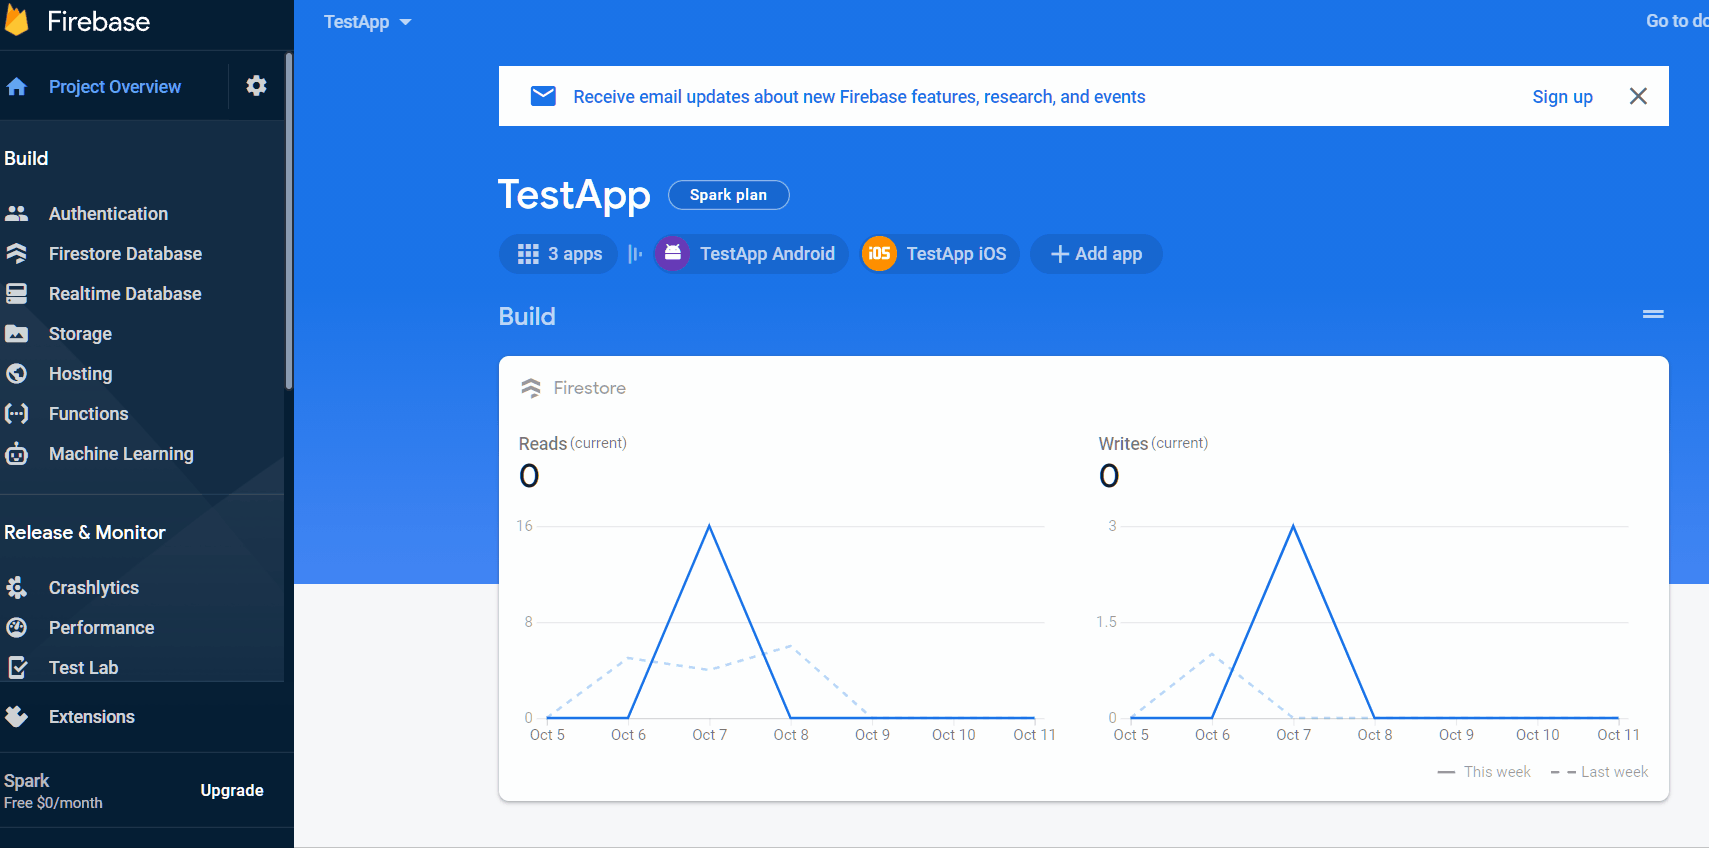 Firebase
Project Overview
Build
Authentication
Firestore Database
Realtime Database
Storage
Hosting
Functions
Machine Learning
Release & Monitor
Crashlytics
Performance
Test Lab
Extensions
Spark
Free $0/month
Upgrade
TestApp
Go to do
Receive email updates about new Firebase features, research, and events
Sign up
TestApp
Spark plan
3 apps
TestApp Android
iOS
TestApp iOS
Add app
Build
Firestore
Reads (current)
0
16
8
0
Oct 5 Oct 6 Oct 7 Oct 8 Oct 9 Oct 10 Oct 11
Writes (current)
0
3
1.5
0
Oct 5 Oct 6 Oct 7 Oct 8 Oct 9 Oct 10 Oct 11
This week Last week